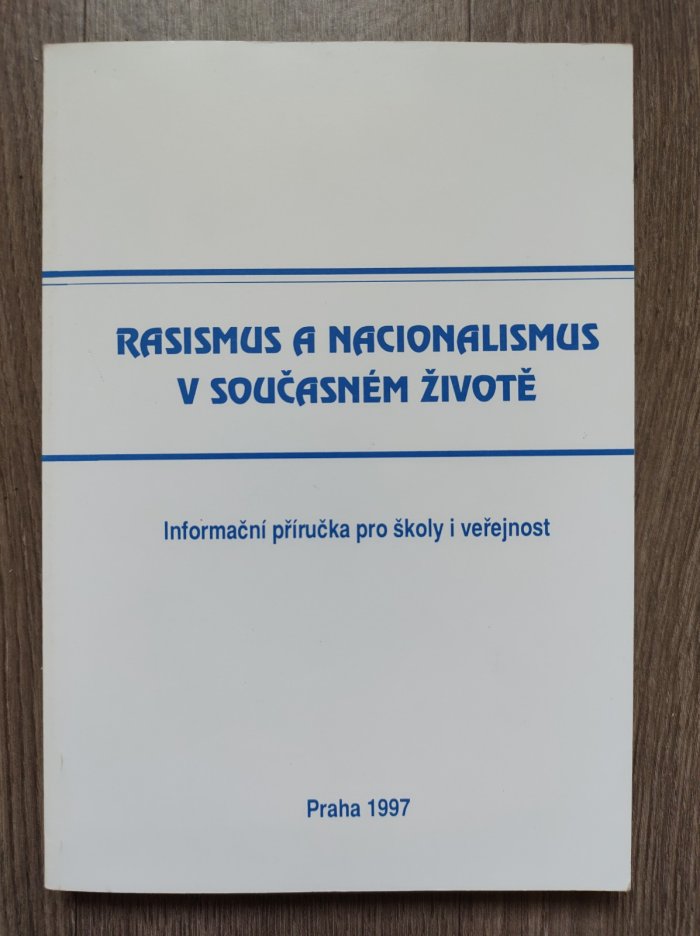 RASISMUS A NACIONALISMUS
V SOUČASNÉM ŽIVOTĚ
Informační příručka pro školy i veřejnost
Praha 1997